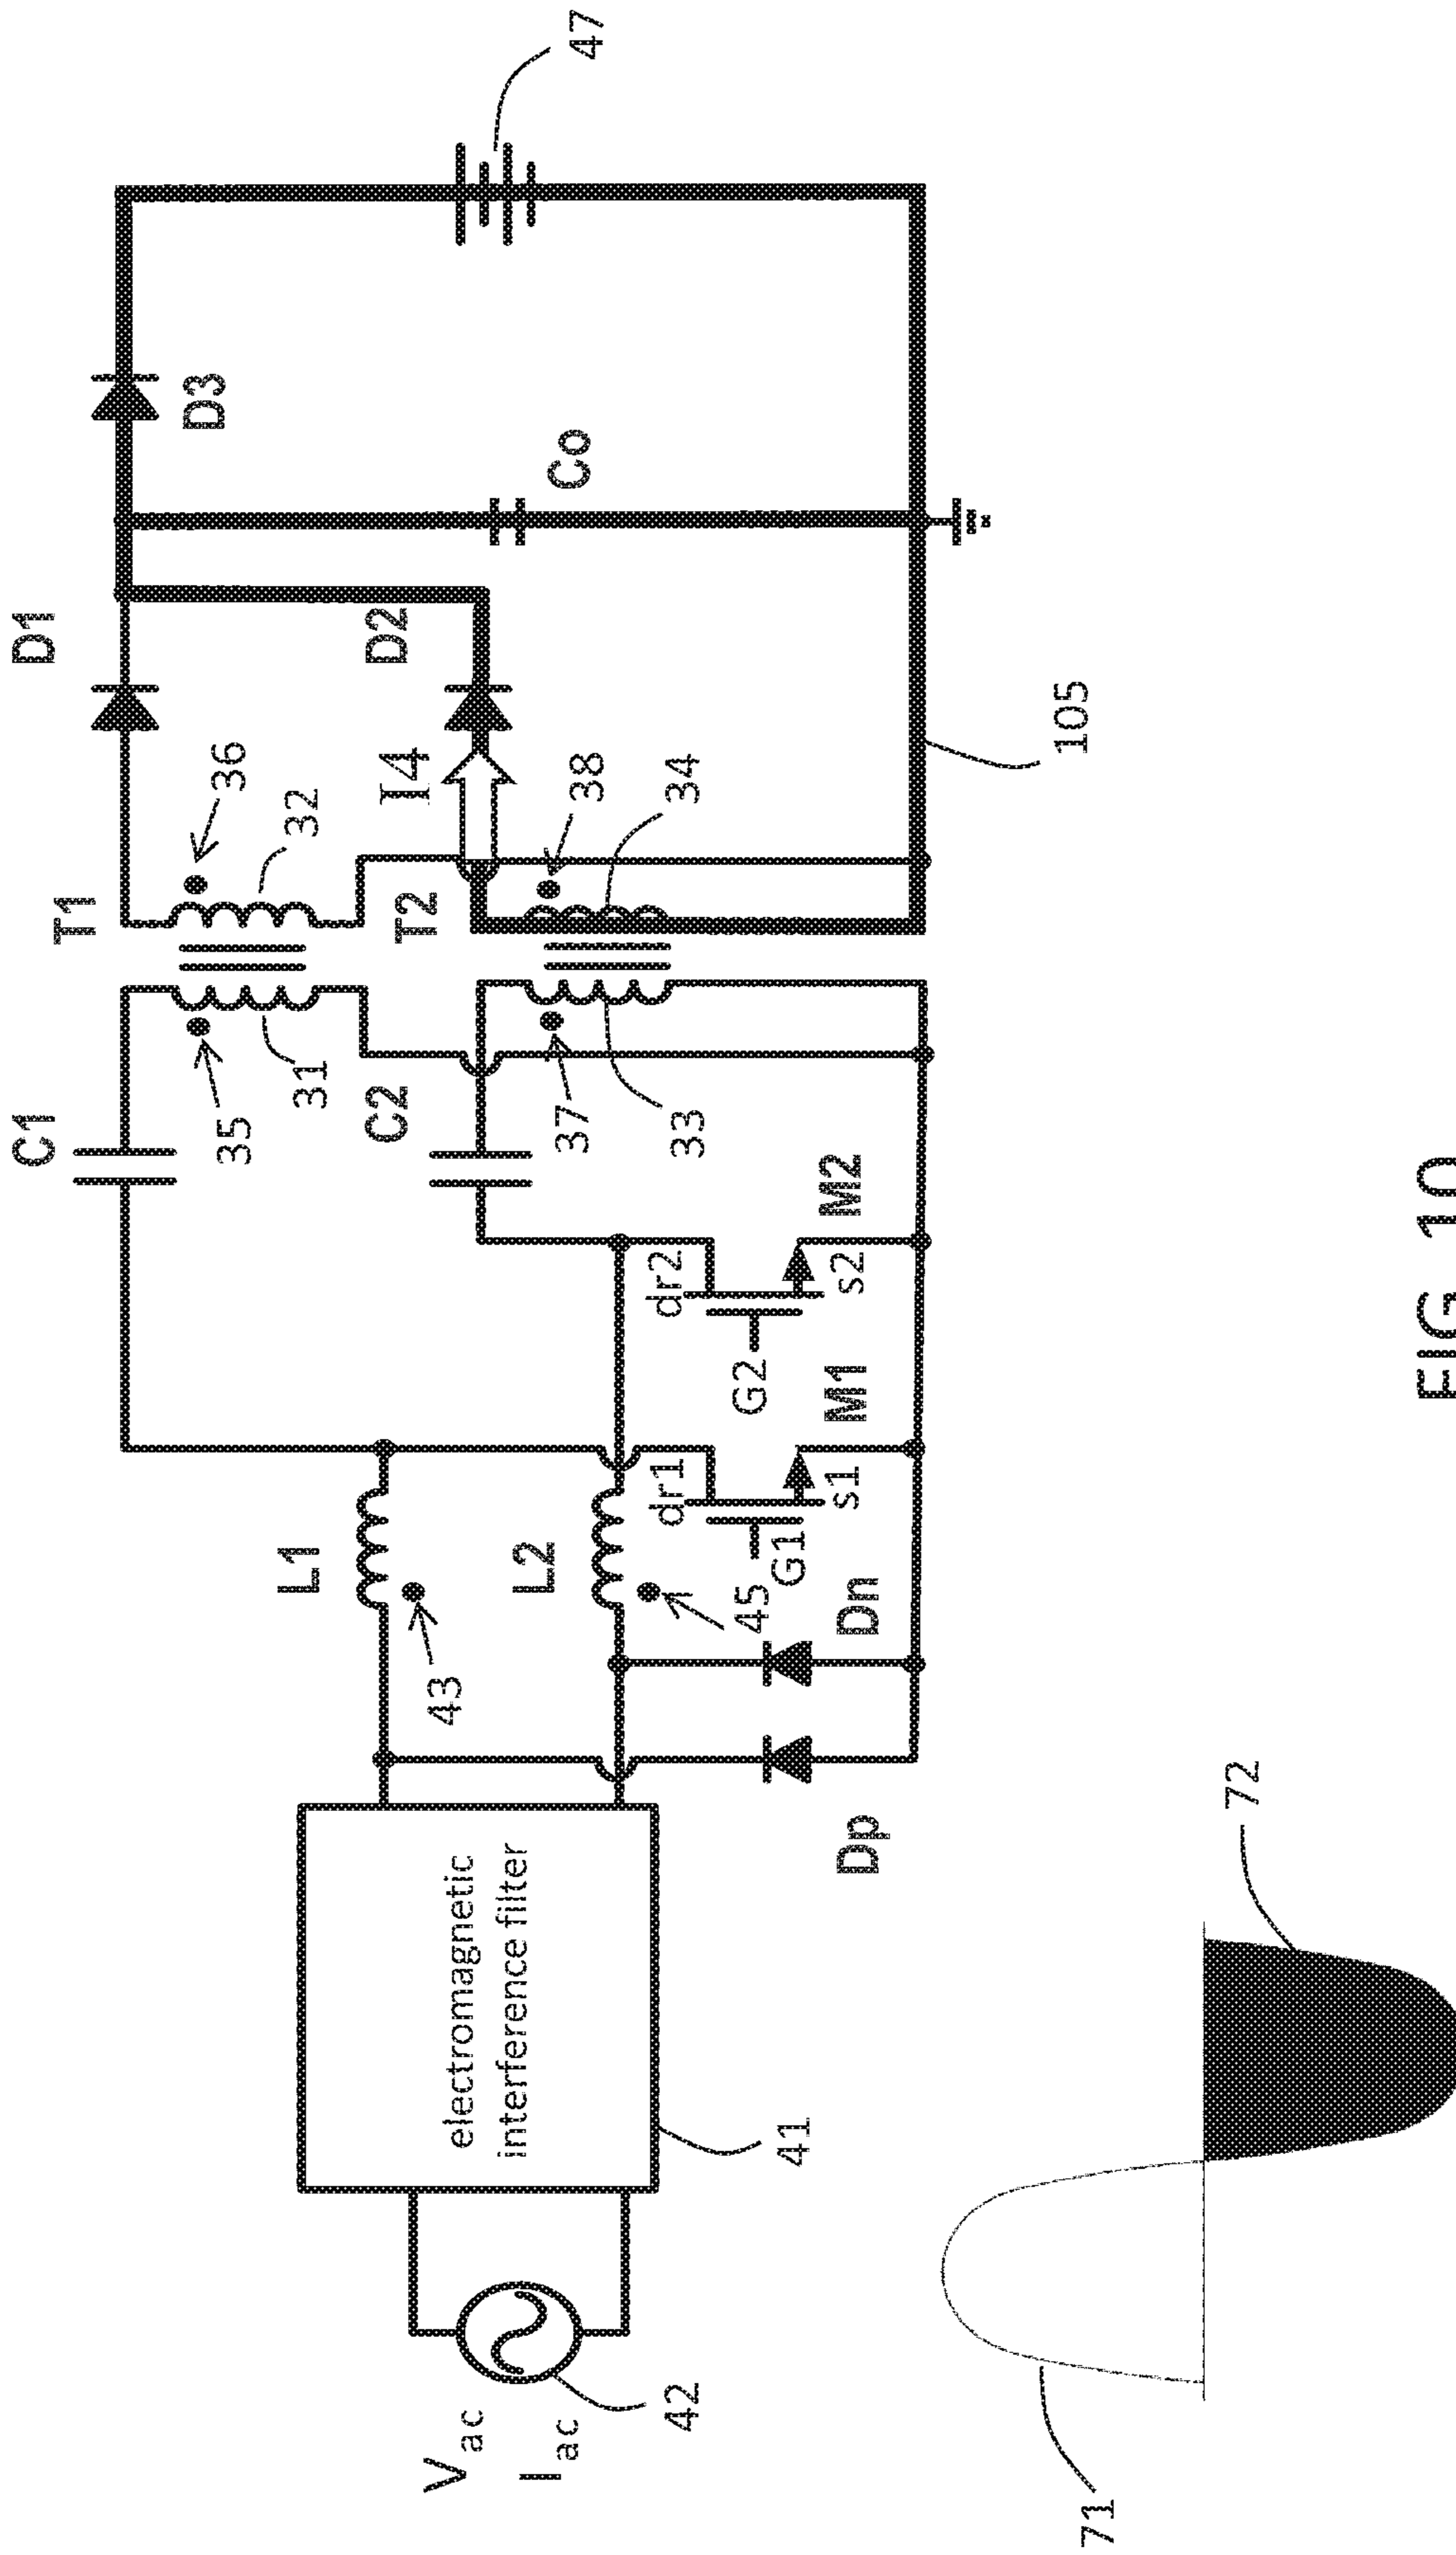 C1
T1
D1
35
31
36
32
D3
L1
43
C2
T2
I4
D2
Co
47
V ac
I ac
42
electromagnetic
interference filter
41
L2
45
37
33
38
34
dr1
G1
s1
M1
dr2
G2
s2
M2
Dp
Dn
105
71
72
FIG. 10